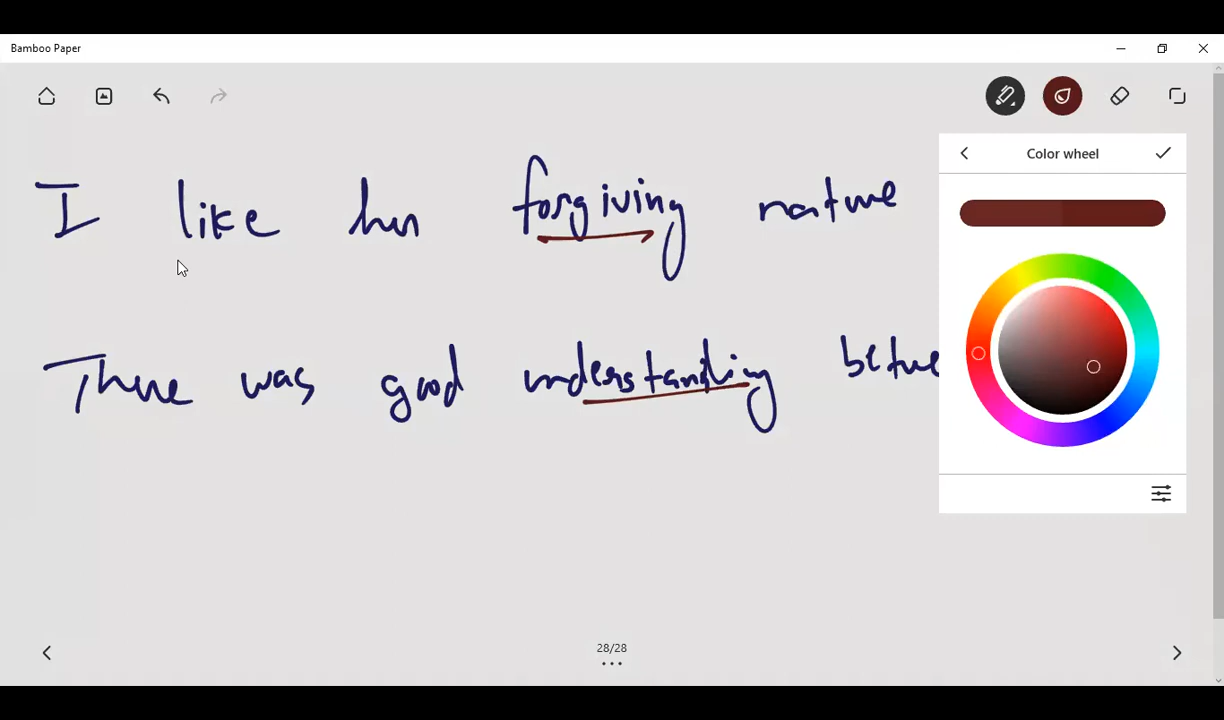 Bamboo Paper
Color wheel
I like her forgiving nature
There was good understanding betwe
28/28